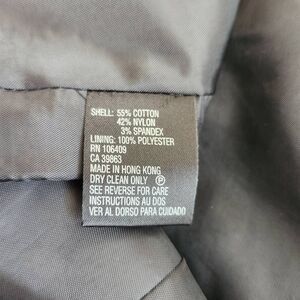 SHELL: 55% COTTON
42% NYLON
3% SPANDEX
LINING: 100% POLYESTER
RN 106409
CA 39863
MADE IN HONG KONG
DRY CLEAN ONLY Ⓟ
SEE REVERSE FOR CARE
INSTRUCTIONS AU DOS
VER AL DORSO PARA CUIDADO